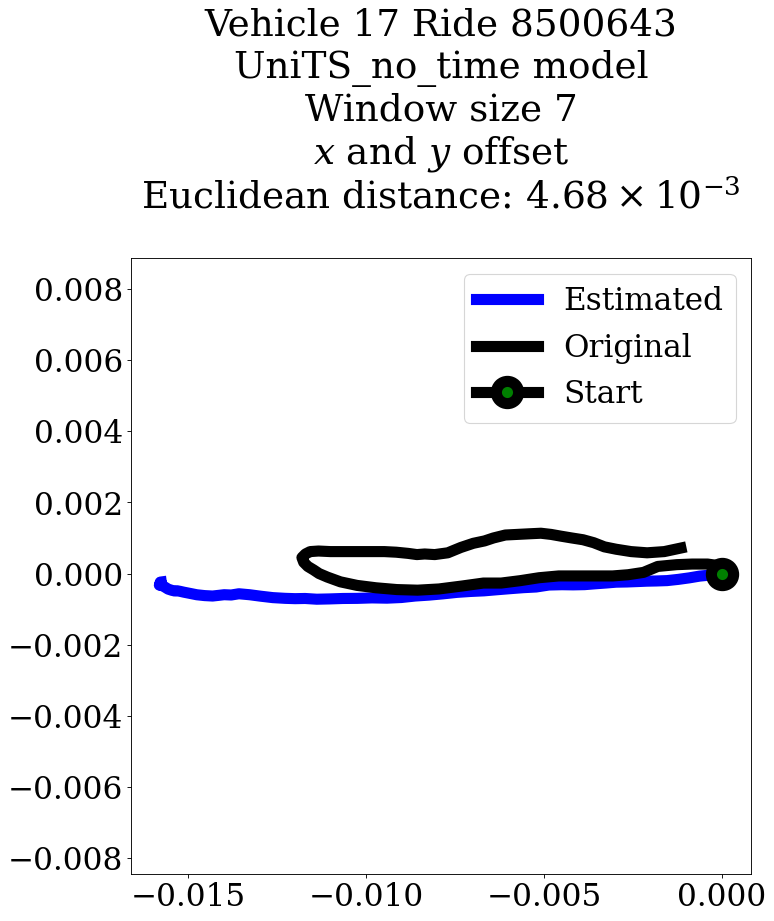 Vehicle 17 Ride 8500643
UniTS_no_time model
Window size 7
x and y offset
Euclidean distance: 4.68 × 10⁻³
Estimated
Original
Start
0.008
0.006
0.004
0.002
0.000
−0.002
−0.004
−0.006
−0.008
−0.015
−0.010
−0.005
0.000